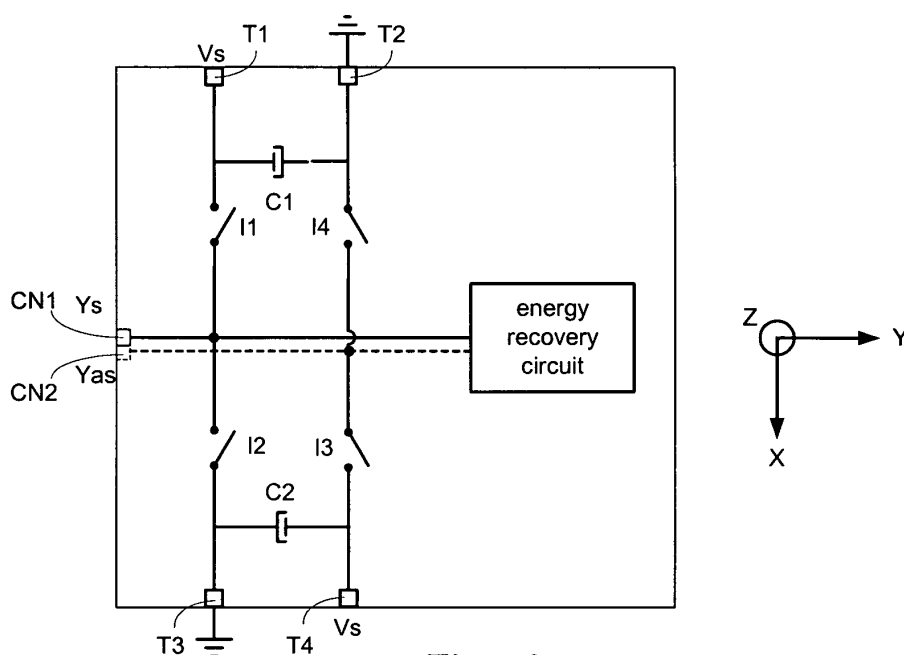 Vs
T1
T2
C1
I1
I4
CN1
Ys
CN2
Yas
energy
recovery
circuit
Z
Y
X
I2
I3
C2
T3
T4
Vs